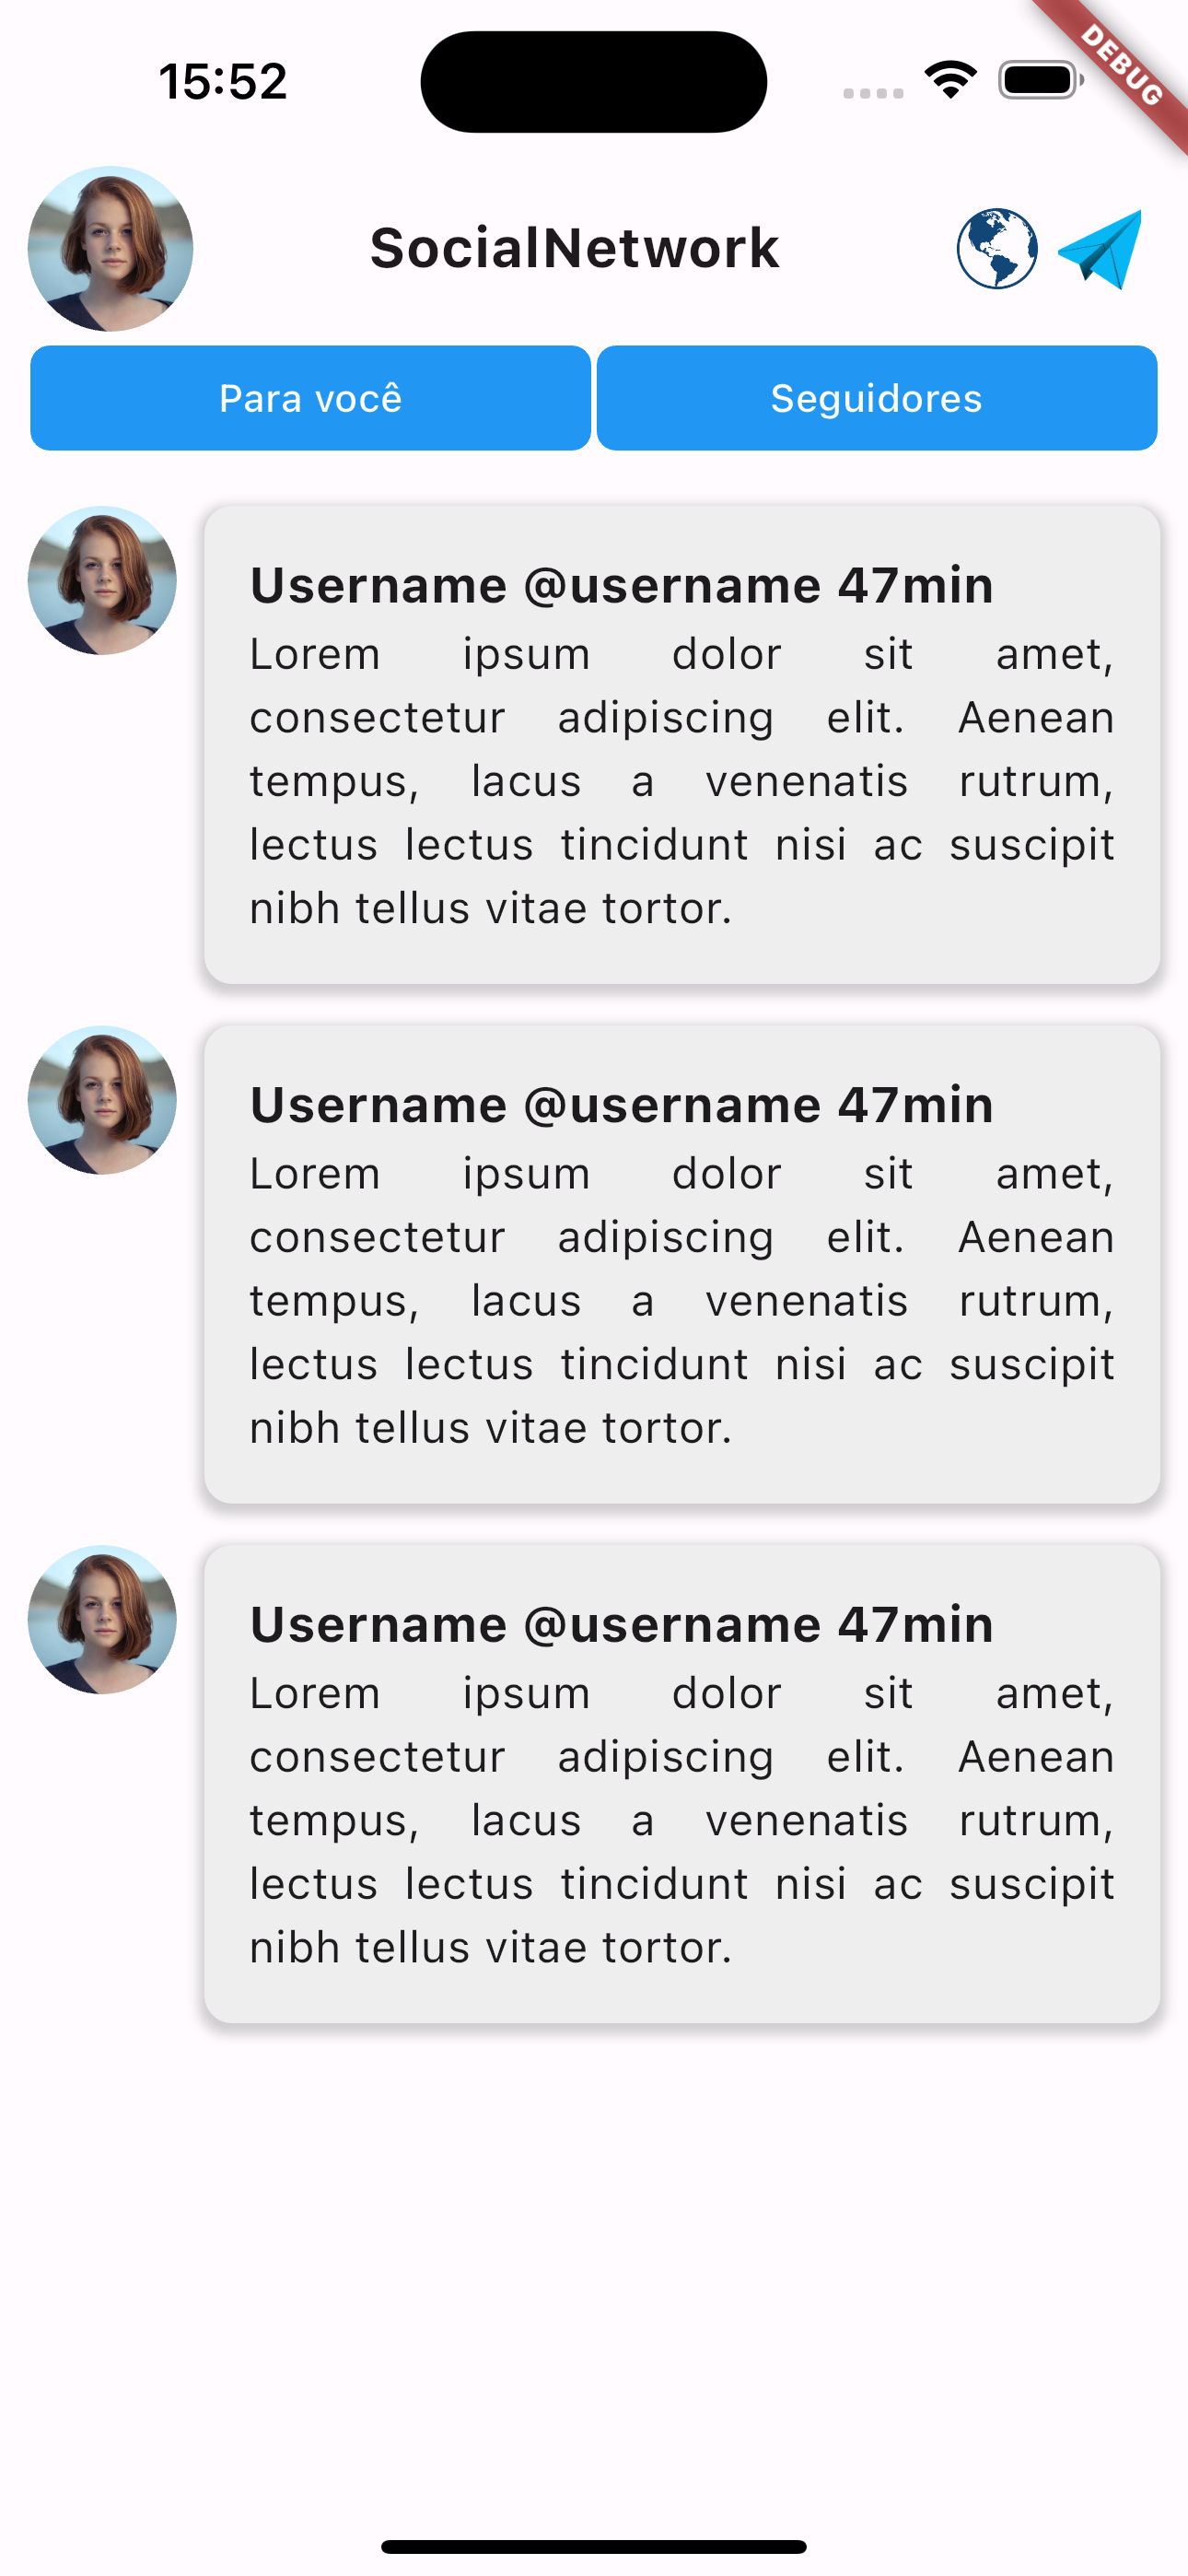 15:52
DEBUG
SocialNetwork
Para você
Seguidores
Username @username 47min
Lorem ipsum dolor sit amet,
consectetur adipiscing elit. Aenean
tempus, lacus a venenatis rutrum,
lectus lectus tincidunt nisi ac suscipit
nibh tellus vitae tortor.
Username @username 47min
Lorem ipsum dolor sit amet,
consectetur adipiscing elit. Aenean
tempus, lacus a venenatis rutrum,
lectus lectus tincidunt nisi ac suscipit
nibh tellus vitae tortor.
Username @username 47min
Lorem ipsum dolor sit amet,
consectetur adipiscing elit. Aenean
tempus, lacus a venenatis rutrum,
lectus lectus tincidunt nisi ac suscipit
nibh tellus vitae tortor.